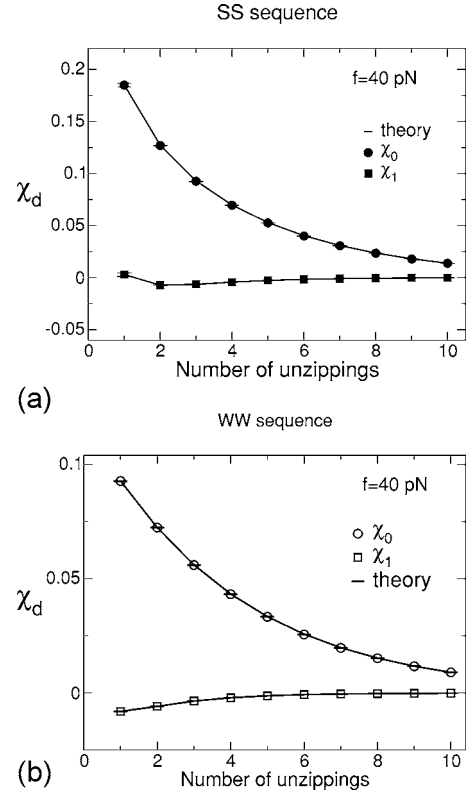 SS sequence
0.2
f=40 pN
0.15
– theory
χ0
0.1
χ1
χd
0.05
0
-0.05
0 2 4 6 8 10
Number of unzippings
(a)
WW sequence
0.1
f=40 pN
χ0
χ1
0.05
– theory
χd
0
0 2 4 6 8 10
Number of unzippings
(b)